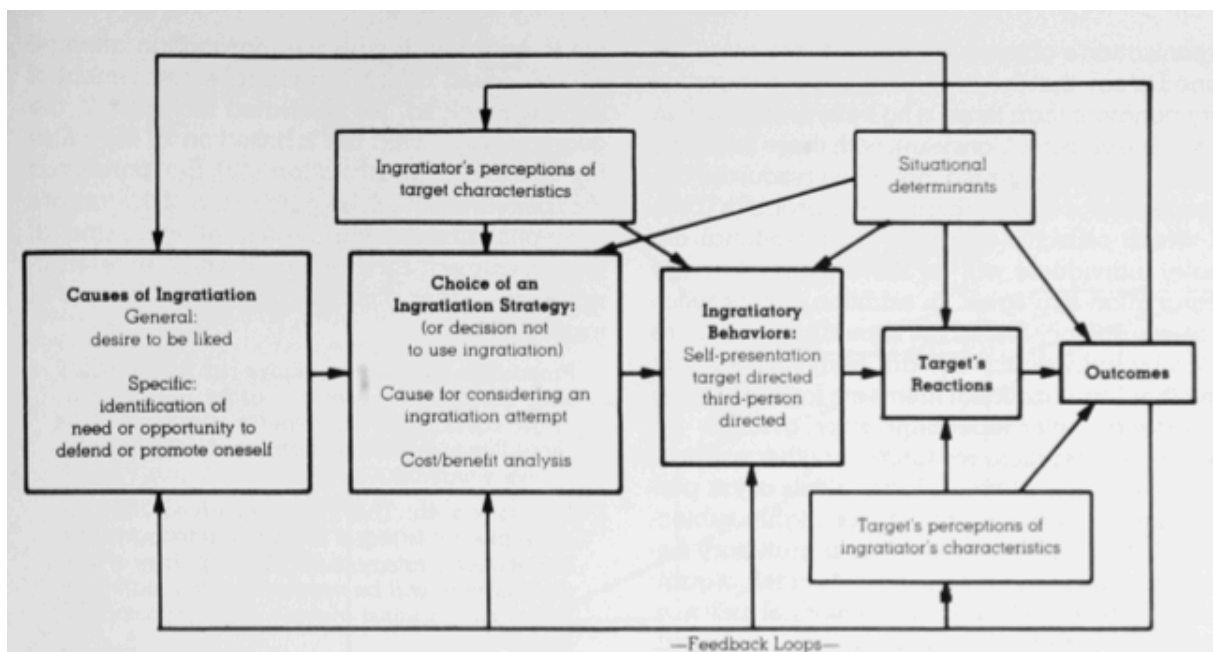 Ingratiator's perceptions of
target characteristics
Situational
determinants
Causes of Ingratiation
General:
desire to be liked
Specific:
identification of
need or opportunity to
defend or promote oneself
Choice of an
Ingratiation Strategy:
(or decision not
to use ingratiation)
Cause for considering an
ingratiation attempt
Cost/benefit analysis
Ingratiatory
Behaviors:
Self-presentation
target directed
third-person
directed
Target's
Reactions
Outcomes
Target's perceptions of
ingratiator's characteristics
—Feedback Loops—